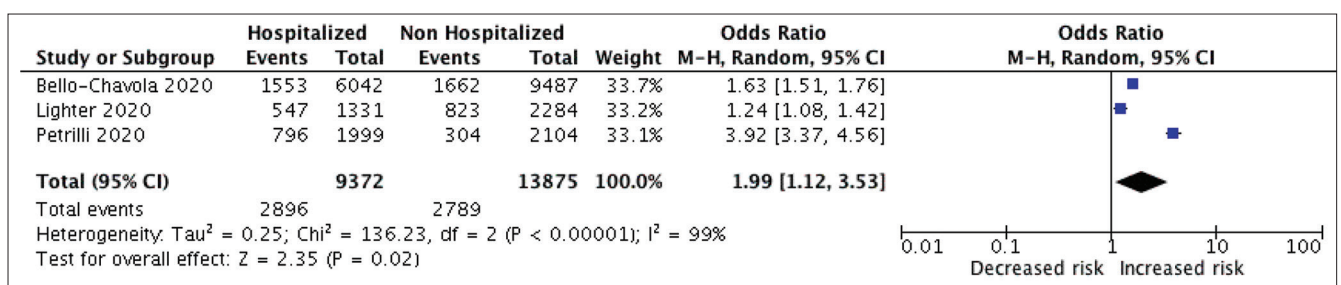 Hospitalized Non Hospitalized Odds Ratio Odds Ratio
Study or Subgroup Events Total Events Total Weight M-H, Random, 95% CI M-H, Random, 95% CI
Bello-Chavola 2020 1553 6042 1662 9487 33.7% 1.63 [1.51, 1.76]
Lighter 2020 547 1331 823 2284 33.2% 1.24 [1.08, 1.42]
Petrilli 2020 796 1999 304 2104 33.1% 3.92 [3.37, 4.56]
Total (95% CI) 9372 13875 100.0% 1.99 [1.12, 3.53]
Total events 2896 2789
Heterogeneity: Tau² = 0.25; Chi² = 136.23, df = 2 (P < 0.00001); I² = 99%
Test for overall effect: Z = 2.35 (P = 0.02)
0.01 0.1 1 10 100
Decreased risk Increased risk